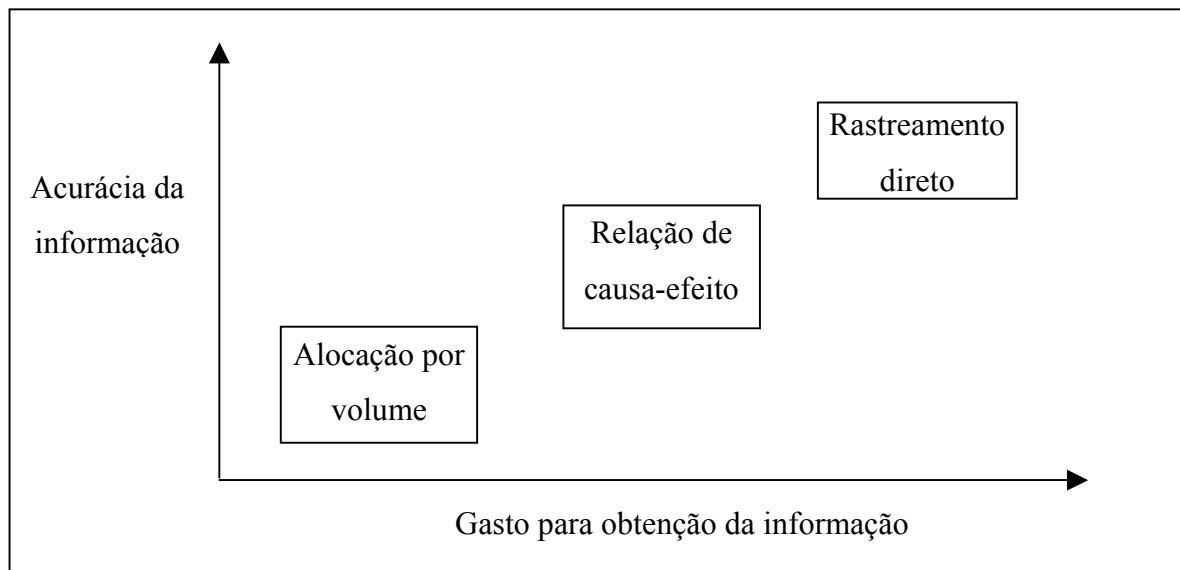 Acurácia da
informação
Rastreamento
direto
Relação de
causa-efeito
Alocação por
volume
Gasto para obtenção da informação